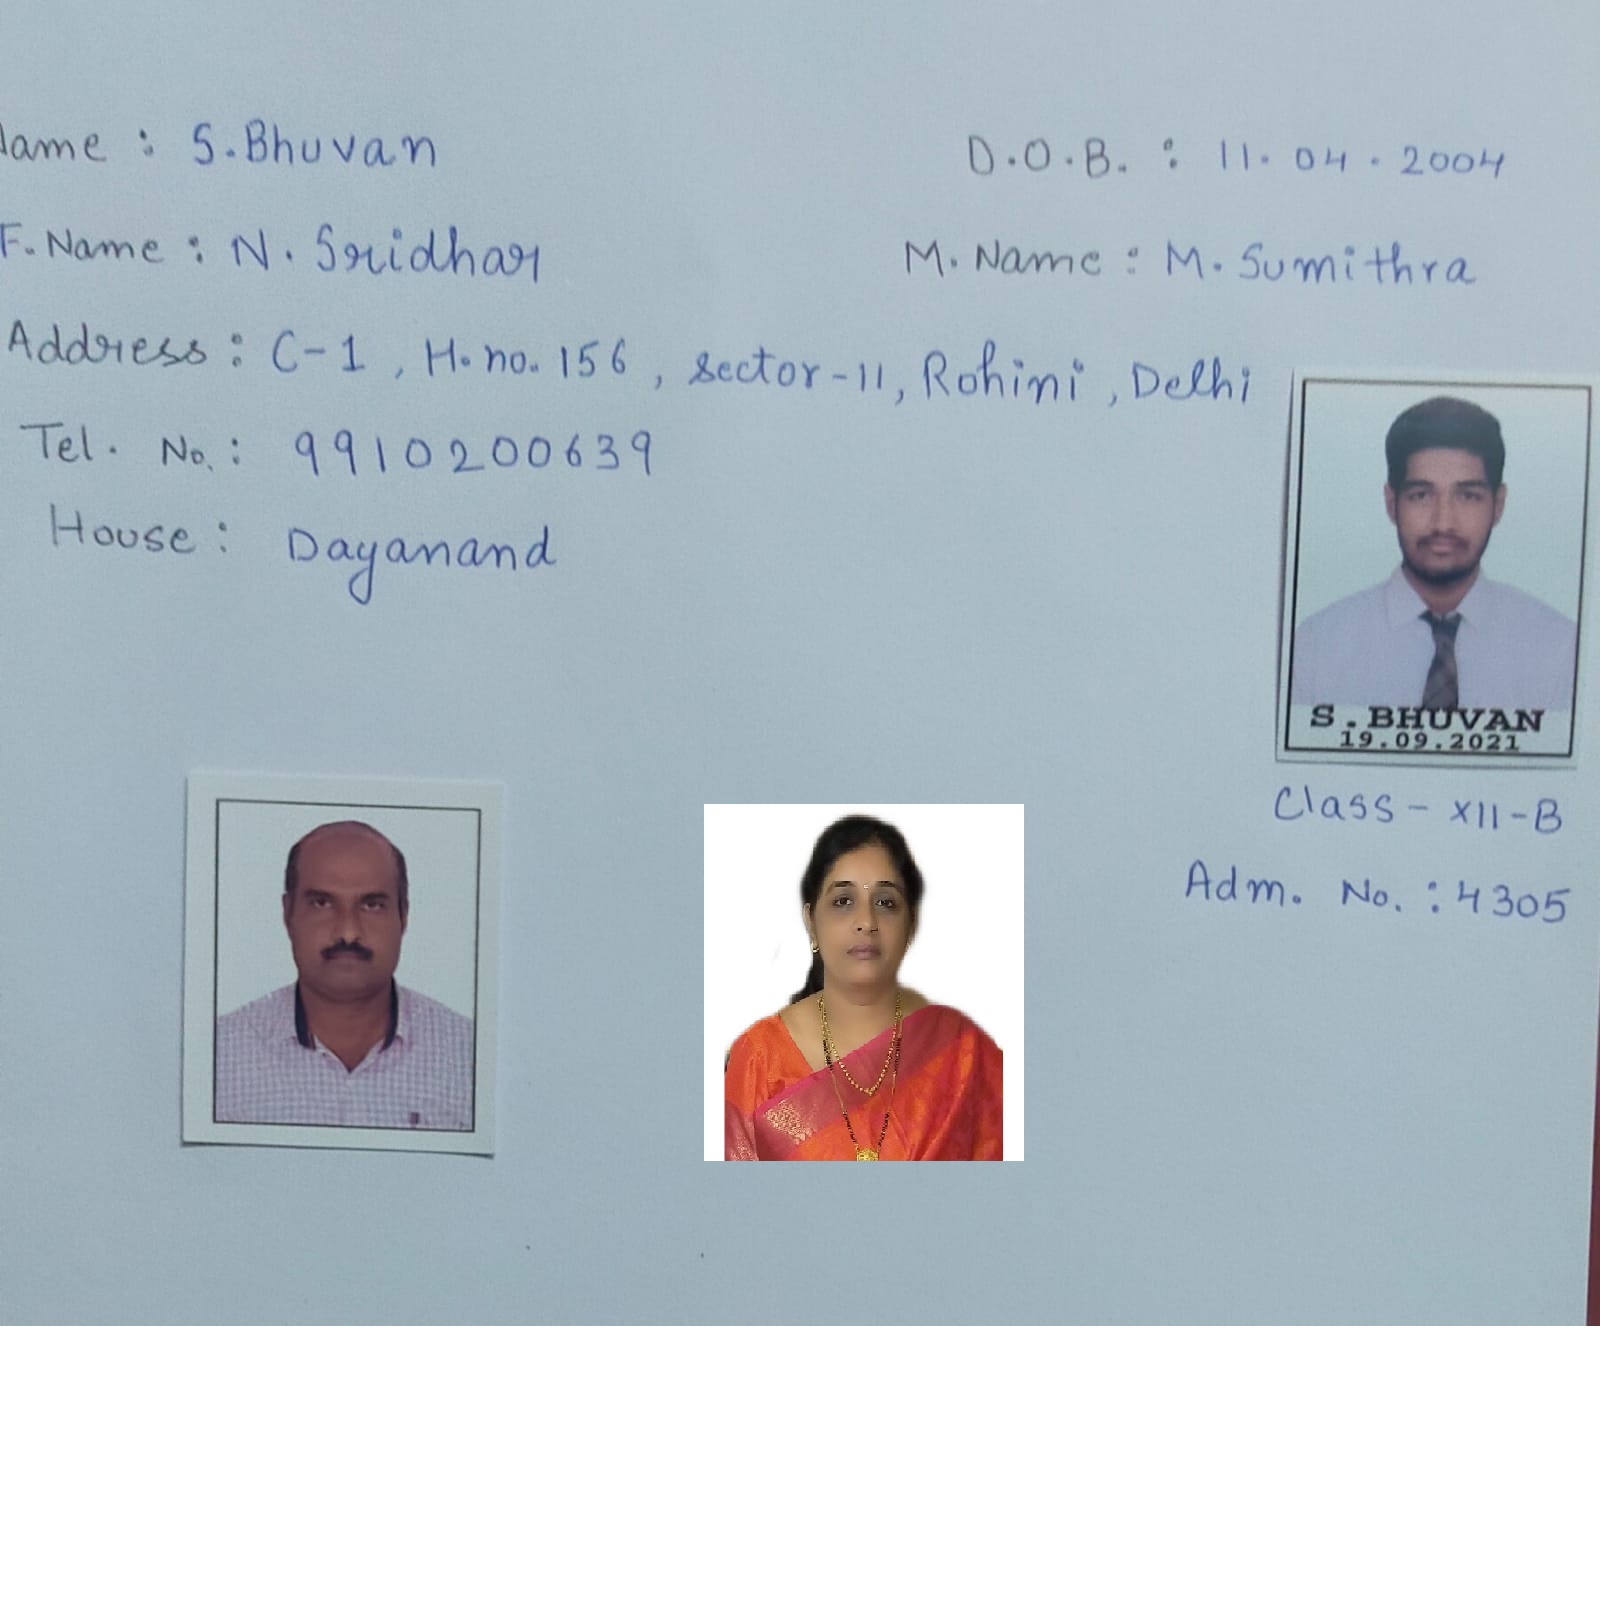 Name : S.Bhuvan
D.O.B. : 11.04.2004
F.Name : N. Sridhar
M.Name : M. Sumithra
Address : C-1, H.no.156, sector-11, Rohini, Delhi
Tel. No. : 9910200639
House : Dayanand
S.BHUVAN
19.09.2021
Class - XII-B
Adm. No. : 4305